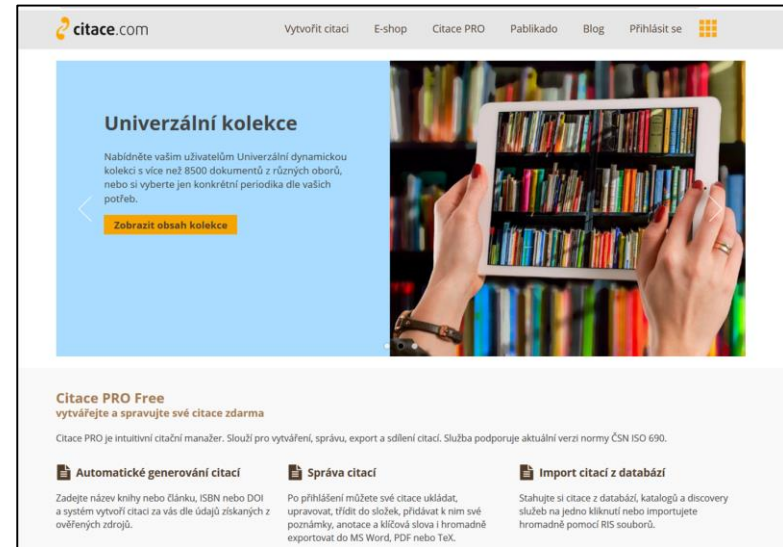 citace.com
Vytvořit citaci E-shop Citace PRO Pablikado Blog Přihlásit se
Univerzální kolekce
Nabídněte vašim uživatelům Univerzální dynamickou
kolekci s více než 8500 dokumentů z různých oborů,
nebo si vyberte jen konkrétní periodika dle vašich
potřeb.
Zobrazit obsah kolekce
Citace PRO Free
vytvářejte a spravujte své citace zdarma
Citace PRO je intuitivní citační manažer. Slouží pro vytváření, správu, export a sdílení citací. Služba podporuje aktuální verzi normy ČSN ISO 690.
Automatické generování citací
Zadejte název knihy nebo článku, ISBN nebo DOI
a systém vytvoří citaci za vás dle údajů získaných z
ověřených zdrojů.
Správa citací
Po přihlášení můžete své citace ukládat,
upravovat, třídit do složek, přidávat k nim své
poznámky, anotace a klíčová slova i hromadně
exportovat do MS Word, PDF nebo TeX.
Import citací z databází
Stahujte si citace z databází, katalogů a discovery
služeb na jedno kliknutí nebo importujete
hromadně pomocí RIS souborů.